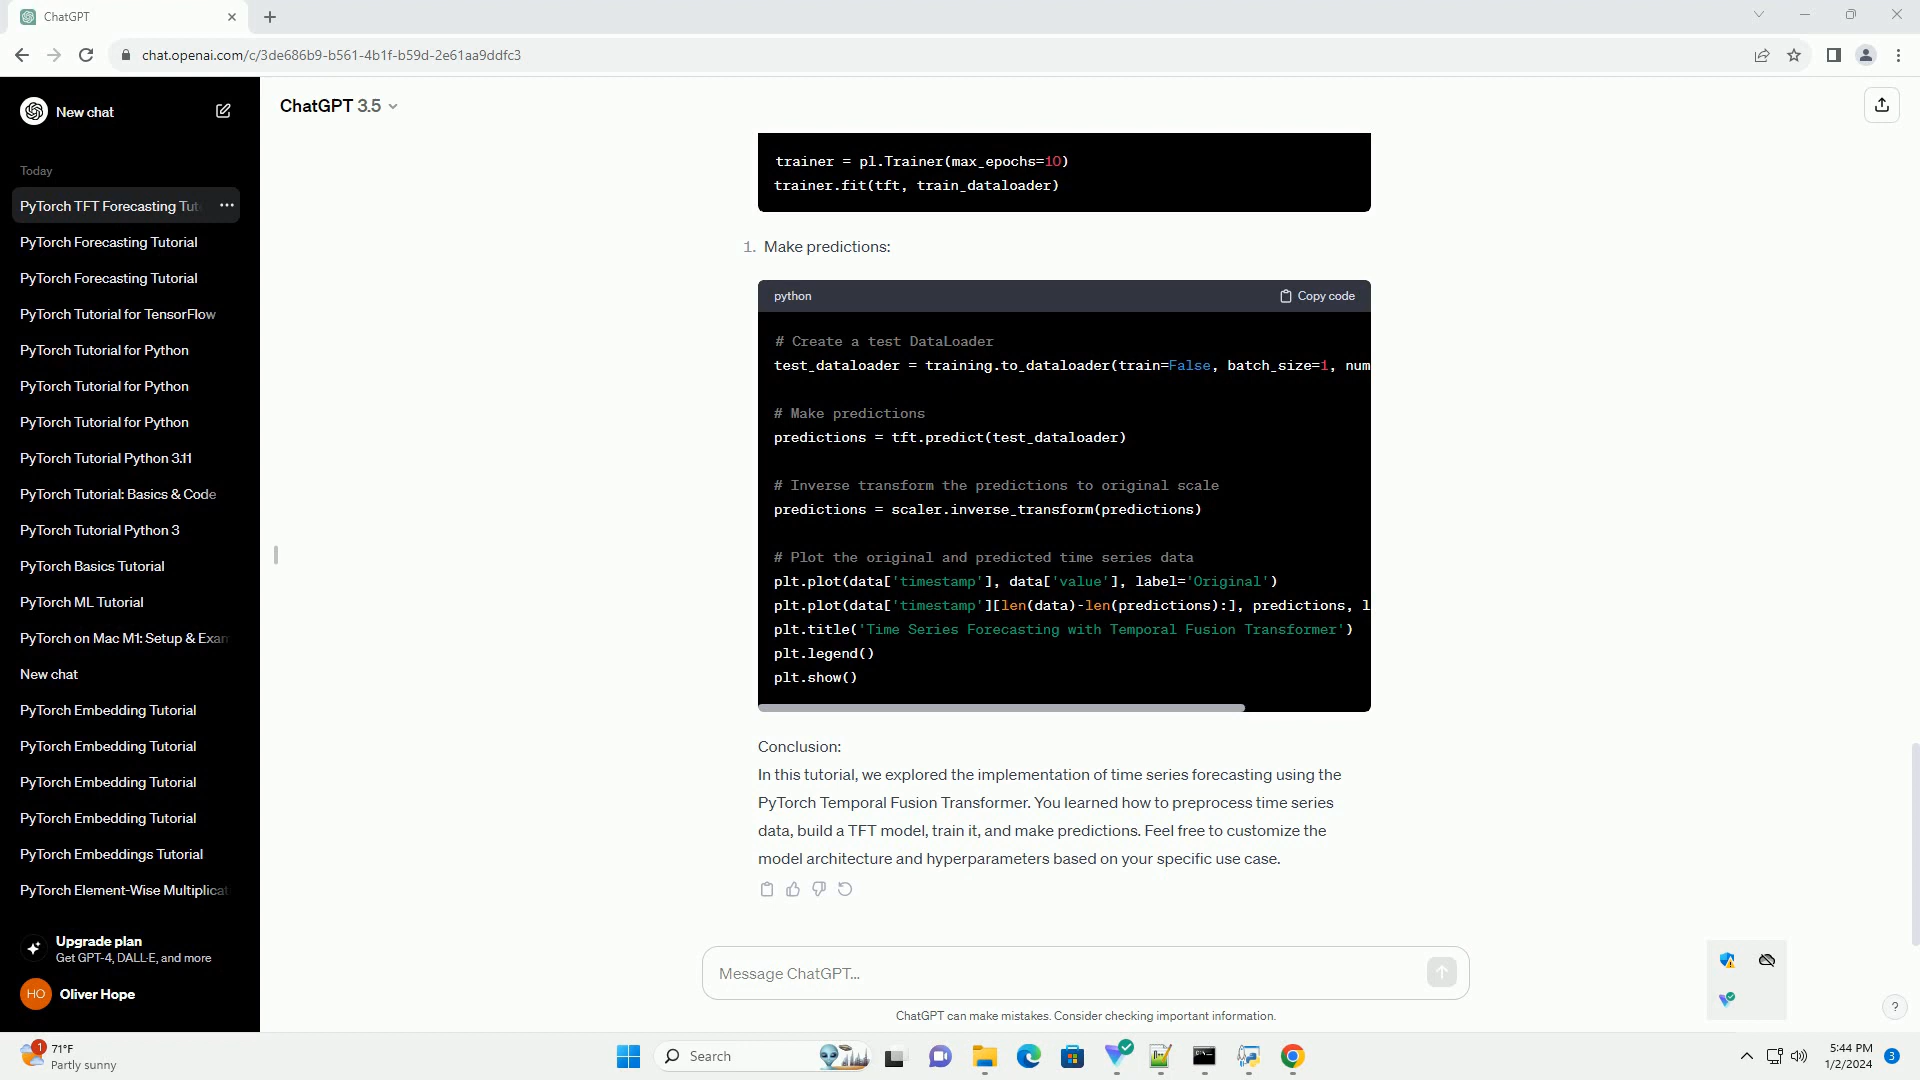 ChatGPT
chat.openai.com/c/3de686b9-b561-4b1f-b59d-2e61aa9ddfc3
New chat
ChatGPT 3.5
Today
PyTorch TFT Forecasting Tut
PyTorch Forecasting Tutorial
PyTorch Forecasting Tutorial
PyTorch Tutorial for TensorFlow
PyTorch Tutorial for Python
PyTorch Tutorial for Python
PyTorch Tutorial for Python
PyTorch Tutorial Python 3.11
PyTorch Tutorial: Basics & Code
PyTorch Tutorial Python 3
PyTorch Basics Tutorial
PyTorch ML Tutorial
PyTorch on Mac M1: Setup & Exam
New chat
PyTorch Embedding Tutorial
PyTorch Embedding Tutorial
PyTorch Embedding Tutorial
PyTorch Embedding Tutorial
PyTorch Embeddings Tutorial
PyTorch Element-Wise Multiplicat
Upgrade plan
Get GPT-4, DALL·E, and more
HO Oliver Hope
trainer = pl.Trainer(max_epochs=10)
trainer.fit(tft, train_dataloader)
1. Make predictions:
python
Copy code
# Create a test DataLoader
test_dataloader = training.to_dataloader(train=False, batch_size=1, num
# Make predictions
predictions = tft.predict(test_dataloader)
# Inverse transform the predictions to original scale
predictions = scaler.inverse_transform(predictions)
# Plot the original and predicted time series data
plt.plot(data['timestamp'], data['value'], label='Original')
plt.plot(data['timestamp'][len(data)-len(predictions):], predictions, l
plt.title('Time Series Forecasting with Temporal Fusion Transformer')
plt.legend()
plt.show()
Conclusion:
In this tutorial, we explored the implementation of time series forecasting using the
PyTorch Temporal Fusion Transformer. You learned how to preprocess time series
data, build a TFT model, train it, and make predictions. Feel free to customize the
model architecture and hyperparameters based on your specific use case.
Message ChatGPT...
ChatGPT can make mistakes. Consider checking important information.
?
1
71°F
Partly sunny
Search
5:44 PM
1/2/2024
3